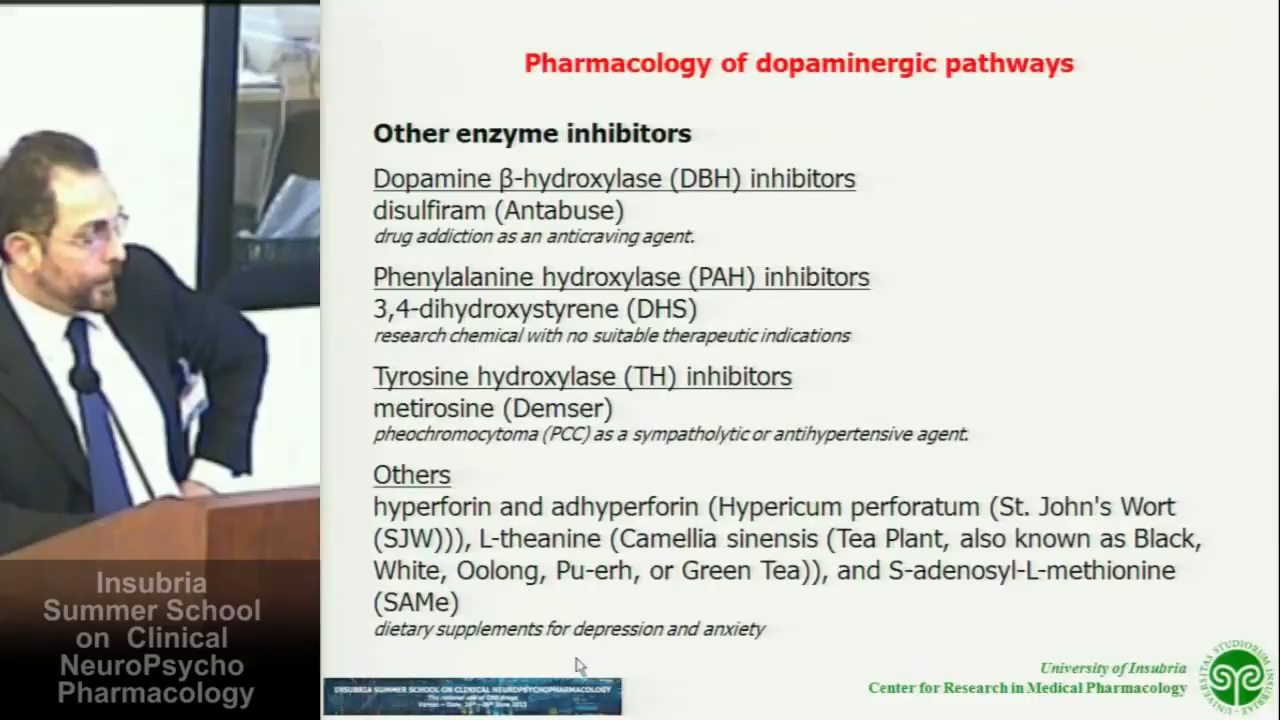 Pharmacology of dopaminergic pathways
Other enzyme inhibitors
Dopamine β-hydroxylase (DBH) inhibitors
disulfiram (Antabuse)
drug addiction as an anticraving agent.
Phenylalanine hydroxylase (PAH) inhibitors
3,4-dihydroxystyrene (DHS)
research chemical with no suitable therapeutic indications
Tyrosine hydroxylase (TH) inhibitors
metirosine (Demser)
pheochromocytoma (PCC) as a sympatholytic or antihypertensive agent.
Others
hyperforin and adhyperforin (Hypericum perforatum (St. John's Wort
(SJW))), L-theanine (Camellia sinensis (Tea Plant, also known as Black,
White, Oolong, Pu-erh, or Green Tea)), and S-adenosyl-L-methionine
(SAMe)
dietary supplements for depression and anxiety
Insubria
Summer School
on Clinical
NeuroPsycho
Pharmacology
INSUBRIA SUMMER SCHOOL ON CLINICAL NEUROPSYCHOPHARMACOLOGY
University of Insubria
Center for Research in Medical Pharmacology